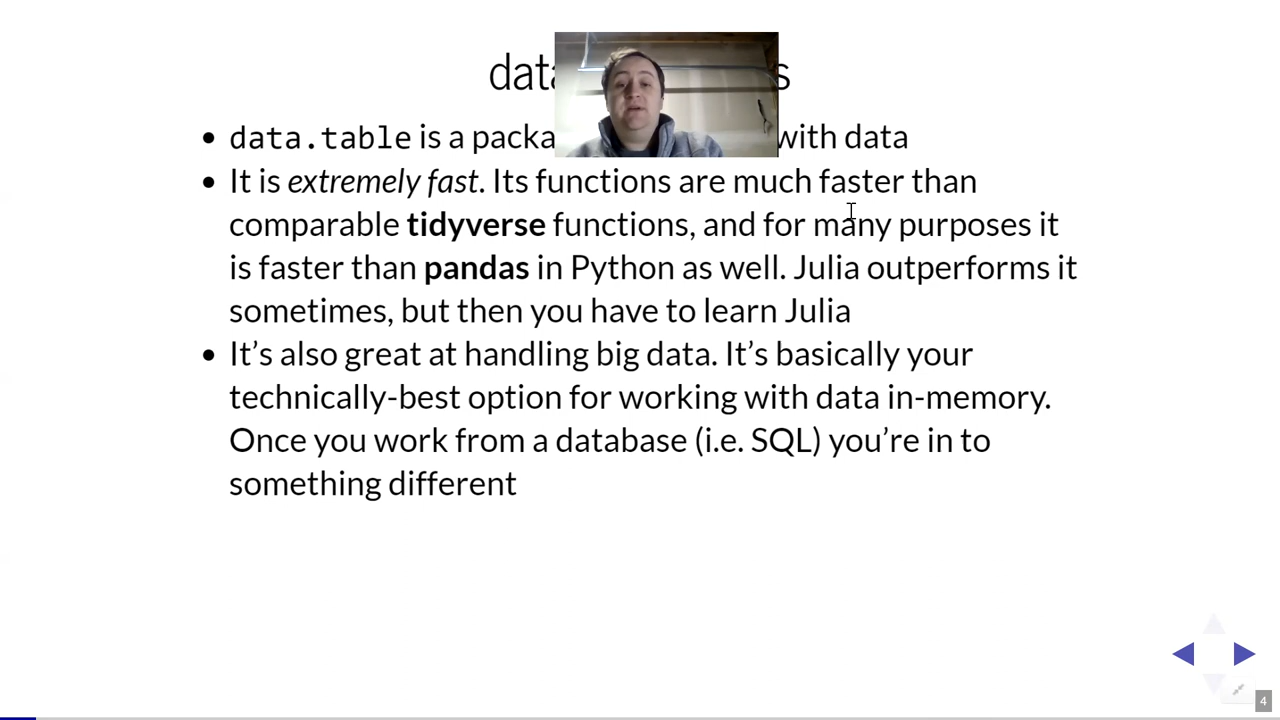 data s
• data.table is a packa with data
• It is extremely fast. Its functions are much faster than
comparable tidyverse functions, and for many purposes it
is faster than pandas in Python as well. Julia outperforms it
sometimes, but then you have to learn Julia
• It’s also great at handling big data. It’s basically your
technically-best option for working with data in-memory.
Once you work from a database (i.e. SQL) you’re in to
something different
4